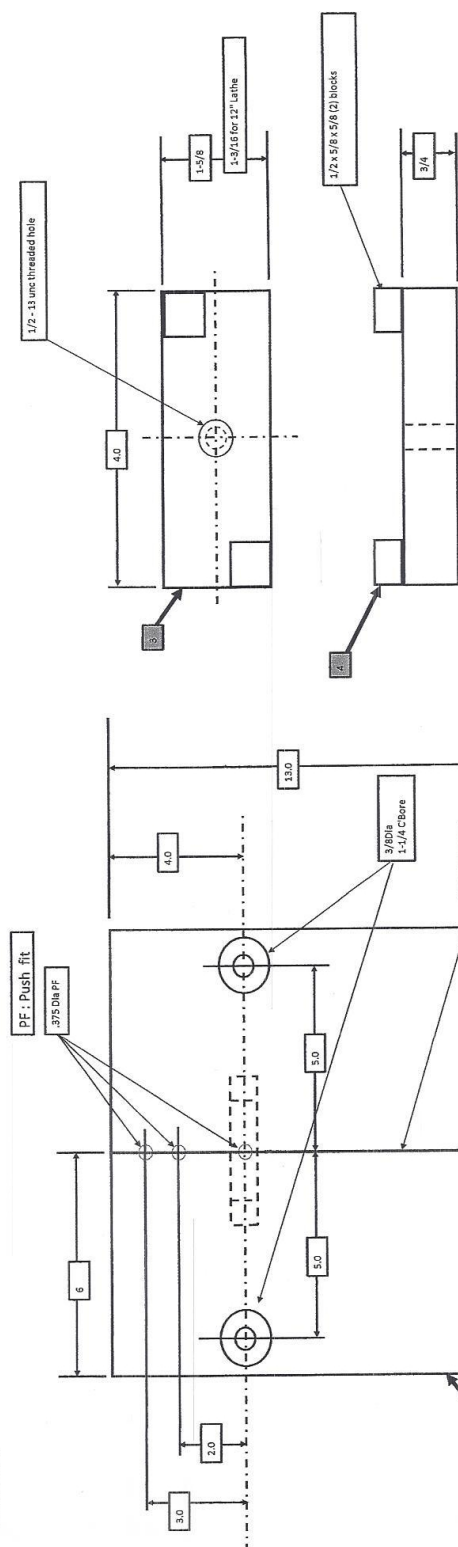 PF : Push fit
.375 Dia PF
6
4.0
13.0
3.0
2.0
5.0
5.0
3/8Dia
1-1/4 C'Bore
1/2 - 13 unc threaded hole
4.0
1-5/8
1-3/16 for 12" Lathe
3
1/2 x 5/8 x 5/8 (2) blocks
3/4
4